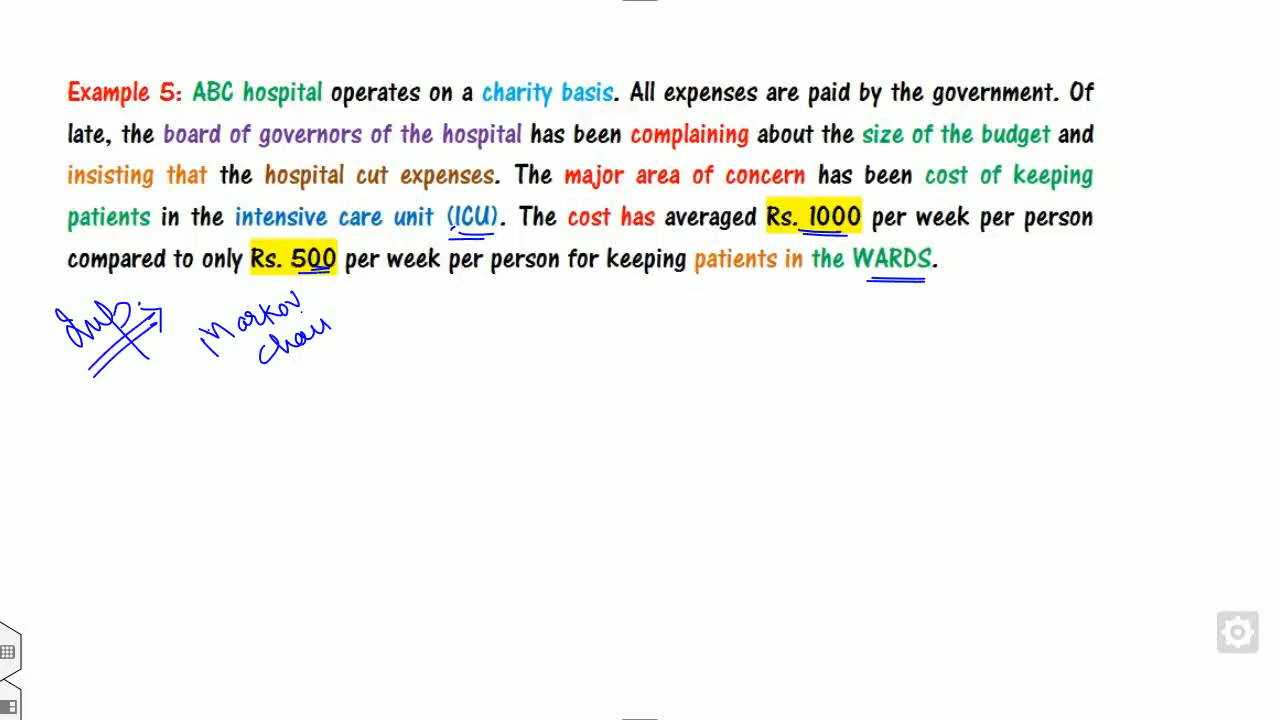 Example 5: ABC hospital operates on a charity basis. All expenses are paid by the government. Of
late, the board of governors of the hospital has been complaining about the size of the budget and
insisting that the hospital cut expenses. The major area of concern has been cost of keeping
patients in the intensive care unit (ICU). The cost has averaged Rs. 1000 per week per person
compared to only Rs. 500 per week per person for keeping patients in the WARDS.
Markov